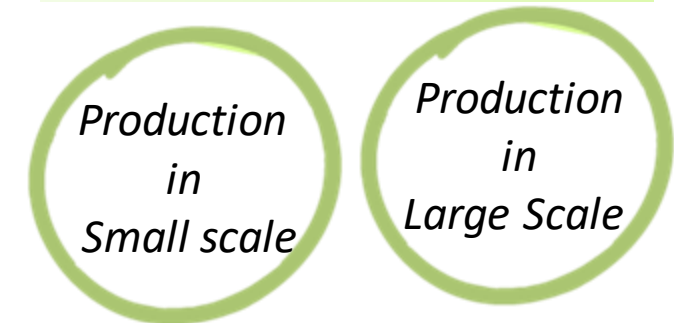 Production
in
Small scale
Production
in
Large Scale